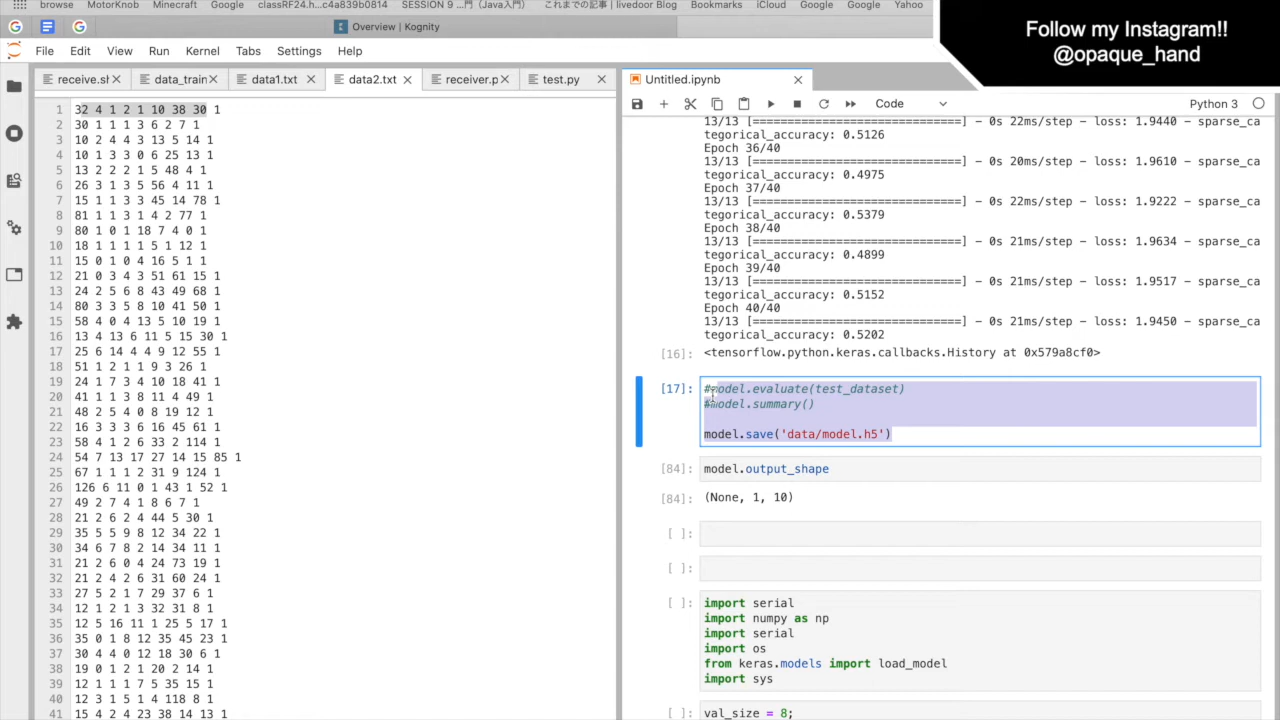 browse
MotorKnob
Minecraft
Google
classRF24.h...c4a839b0814
SESSION 9 ...門 (Java入門)
これまでの記事 | livedoor Blog
Bookmarks
iCloud
Google
Google
Yahoo
Overview | Kognity
Follow my Instagram!!
@opaque_hand
File Edit View Run Kernel Tabs Settings Help
receive.sl
data_train
data1.txt
data2.txt
receiver.p
test.py
Untitled.ipynb
Code
Python 3
1 32 4 1 2 1 10 38 30 1
2 30 1 1 1 3 6 2 7 1
3 10 2 4 4 3 13 5 14 1
4 10 1 3 3 0 6 25 13 1
5 13 2 2 2 1 5 48 4 1
6 26 3 1 3 5 56 4 11 1
7 15 1 1 3 3 45 14 78 1
8 81 1 1 3 1 4 2 77 1
9 80 1 0 1 18 7 4 0 1
10 18 1 1 1 1 5 1 12 1
11 15 0 1 0 4 16 5 1 1
12 21 0 3 4 3 51 61 15 1
13 24 2 5 6 8 43 49 68 1
14 80 3 3 5 8 10 41 50 1
15 58 4 0 4 13 5 10 19 1
16 13 4 13 6 11 5 15 30 1
17 25 6 14 4 4 9 12 55 1
18 51 1 2 1 1 9 3 26 1
19 24 1 7 3 4 10 18 41 1
20 41 1 3 1 8 11 4 49 1
21 48 2 5 4 0 8 19 12 1
22 16 3 3 3 6 16 45 61 1
23 58 4 1 2 6 33 2 114 1
24 54 7 13 17 27 14 15 85 1
25 67 1 1 1 2 31 9 124 1
26 126 6 11 0 1 43 1 52 1
27 49 2 7 4 1 8 6 7 1
28 21 2 6 2 4 44 5 30 1
29 35 5 5 9 8 12 34 22 1
30 34 6 7 8 2 14 34 11 1
31 21 2 6 0 4 24 73 19 1
32 21 2 4 2 6 31 60 24 1
33 27 5 2 1 7 29 37 6 1
34 12 1 2 1 3 32 31 8 1
35 12 5 16 11 1 25 5 17 1
36 35 0 1 8 12 35 45 23 1
37 30 4 4 0 12 18 30 6 1
38 19 0 1 2 1 20 2 14 1
39 12 1 1 1 7 5 35 15 1
40 12 3 1 5 1 4 118 8 1
41 15 4 2 4 23 38 14 13 1
13/13 [==============================] - 0s 22ms/step - loss: 1.9440 - sparse_ca
tegorical_accuracy: 0.5126
Epoch 36/40
13/13 [==============================] - 0s 20ms/step - loss: 1.9610 - sparse_ca
tegorical_accuracy: 0.4975
Epoch 37/40
13/13 [==============================] - 0s 22ms/step - loss: 1.9222 - sparse_ca
tegorical_accuracy: 0.5379
Epoch 38/40
13/13 [==============================] - 0s 21ms/step - loss: 1.9634 - sparse_ca
tegorical_accuracy: 0.4899
Epoch 39/40
13/13 [==============================] - 0s 21ms/step - loss: 1.9517 - sparse_ca
tegorical_accuracy: 0.5152
Epoch 40/40
13/13 [==============================] - 0s 21ms/step - loss: 1.9450 - sparse_ca
tegorical_accuracy: 0.5202
[16]: <tensorflow.python.keras.callbacks.History at 0x579a8cf0>
[17]: #model.evaluate(test_dataset)
#model.summary()
model.save('data/model.h5')
[84]: model.output_shape
[84]: (None, 1, 10)
[ ]:
[ ]:
[ ]: import serial
import numpy as np
import serial
import os
from keras.models import load_model
import sys
[ ]: val_size = 8;